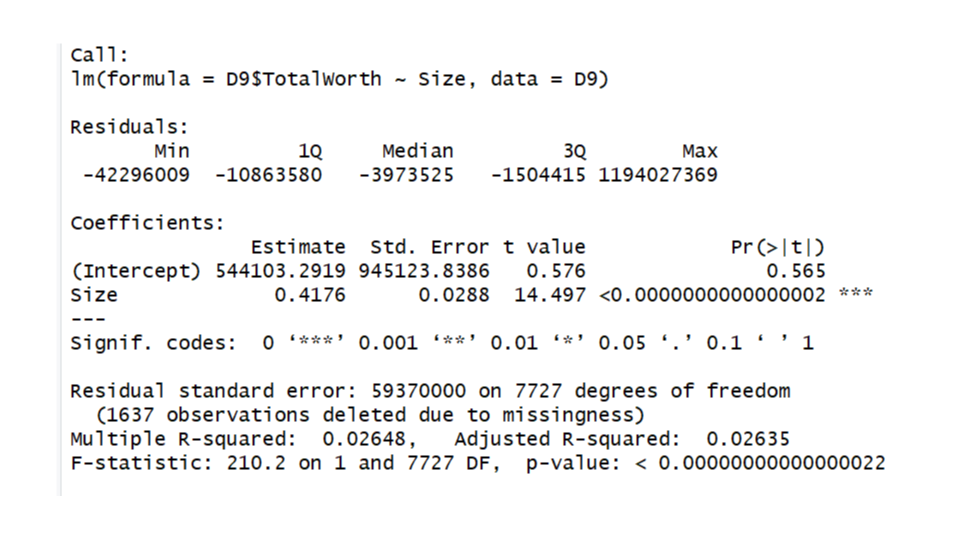 Call:
lm(formula = D9$TotalWorth ~ Size, data = D9)
Residuals:
Min 1Q Median 3Q Max
-42296009 -10863580 -3973525 -1504415 1194027369
Coefficients:
Estimate Std. Error t value Pr(>|t|)
(Intercept) 544103.2919 945123.8386 0.576 0.565
Size 0.4176 0.0288 14.497 <0.0000000000000002 ***
---
Signif. codes: 0 ‘***’ 0.001 ‘**’ 0.01 ‘*’ 0.05 ‘.’ 0.1 ‘ ’ 1
Residual standard error: 59370000 on 7727 degrees of freedom
(1637 observations deleted due to missingness)
Multiple R-squared: 0.02648, Adjusted R-squared: 0.02635
F-statistic: 210.2 on 1 and 7727 DF, p-value: < 0.00000000000000022